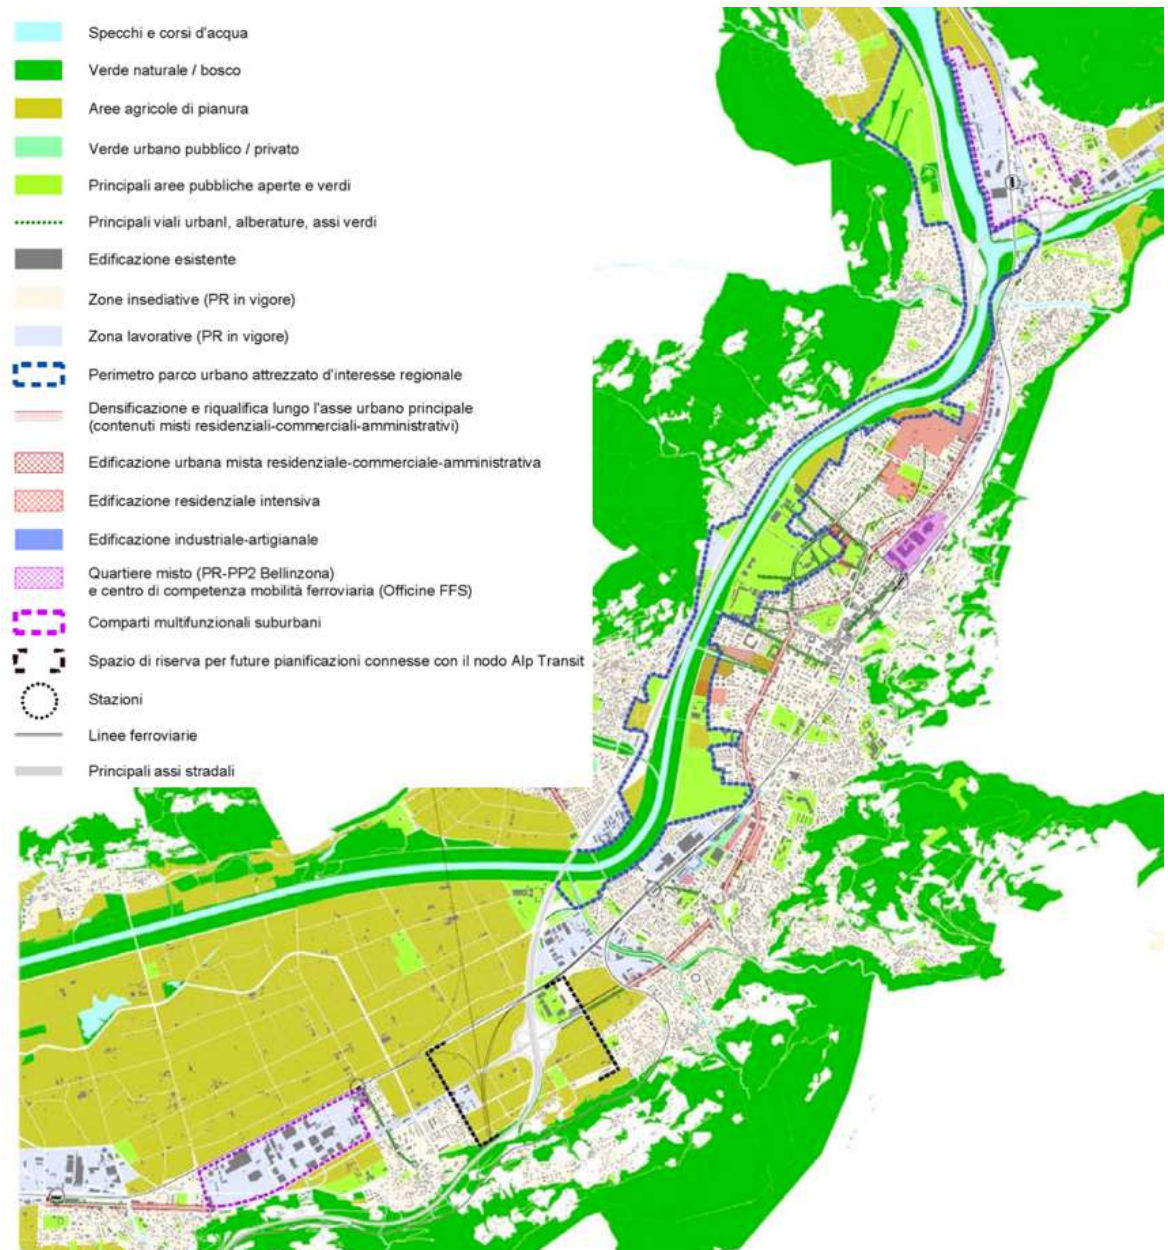 Specchi e corsi d'acqua
Verde naturale / bosco
Aree agricole di pianura
Verde urbano pubblico / privato
Principali aree pubbliche aperte e verdi
Principali viali urbanI, alberature, assi verdi
Edificazione esistente
Zone insediative (PR in vigore)
Zona lavorative (PR in vigore)
Perimetro parco urbano attrezzato d'interesse regionale
Densificazione e riqualifica lungo l'asse urbano principale
(contenuti misti residenziali-commerciali-amministrativi)
Edificazione urbana mista residenziale-commerciale-amministrativa
Edificazione residenziale intensiva
Edificazione industriale-artigianale
Quartiere misto (PR-PP2 Bellinzona)
e centro di competenza mobilità ferroviaria (Officine FFS)
Comparti multifunzionali suburbani
Spazio di riserva per future pianificazioni connesse con il nodo Alp Transit
Stazioni
Linee ferroviarie
Principali assi stradali